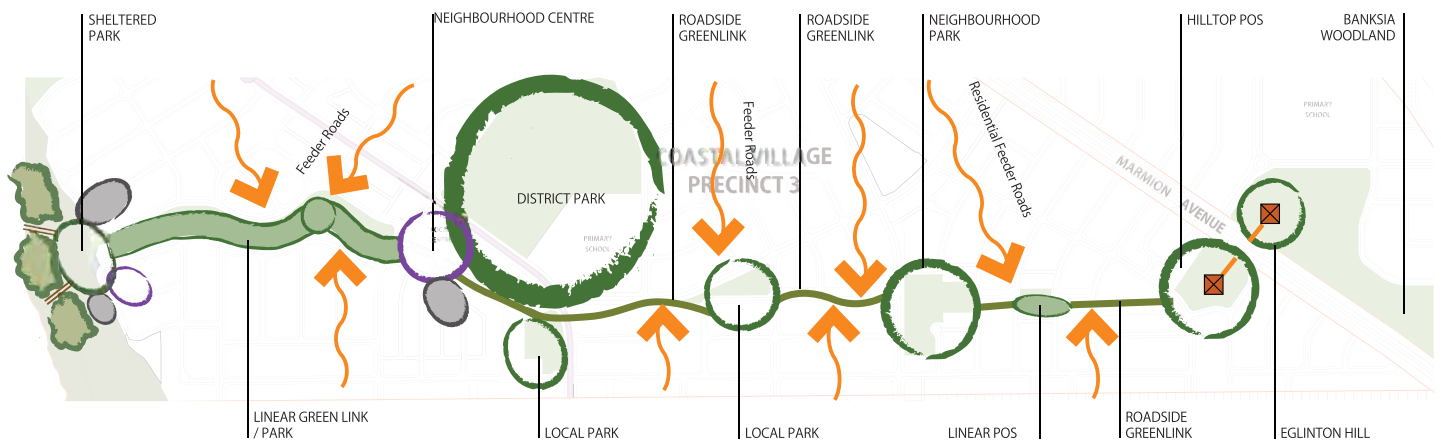 SHELTERED
PARK
NEIGHBOURHOOD CENTRE
ROADSIDE
GREENLINK
ROADSIDE
GREENLINK
NEIGHBOURHOOD
PARK
HILLTOP POS
BANKSIA
WOODLAND
Feeder Roads
Feeder Roads
Residential Feeder Roads
PRIMARY
SCHOOL
COASTAL VILLAGE
PRECINCT 3
MARMION AVENUE
DISTRICT PARK
PRIMARY
SCHOOL
LINEAR GREEN LINK
/ PARK
LOCAL PARK
LOCAL PARK
LINEAR POS
ROADSIDE
GREENLINK
EGLINTON HILL